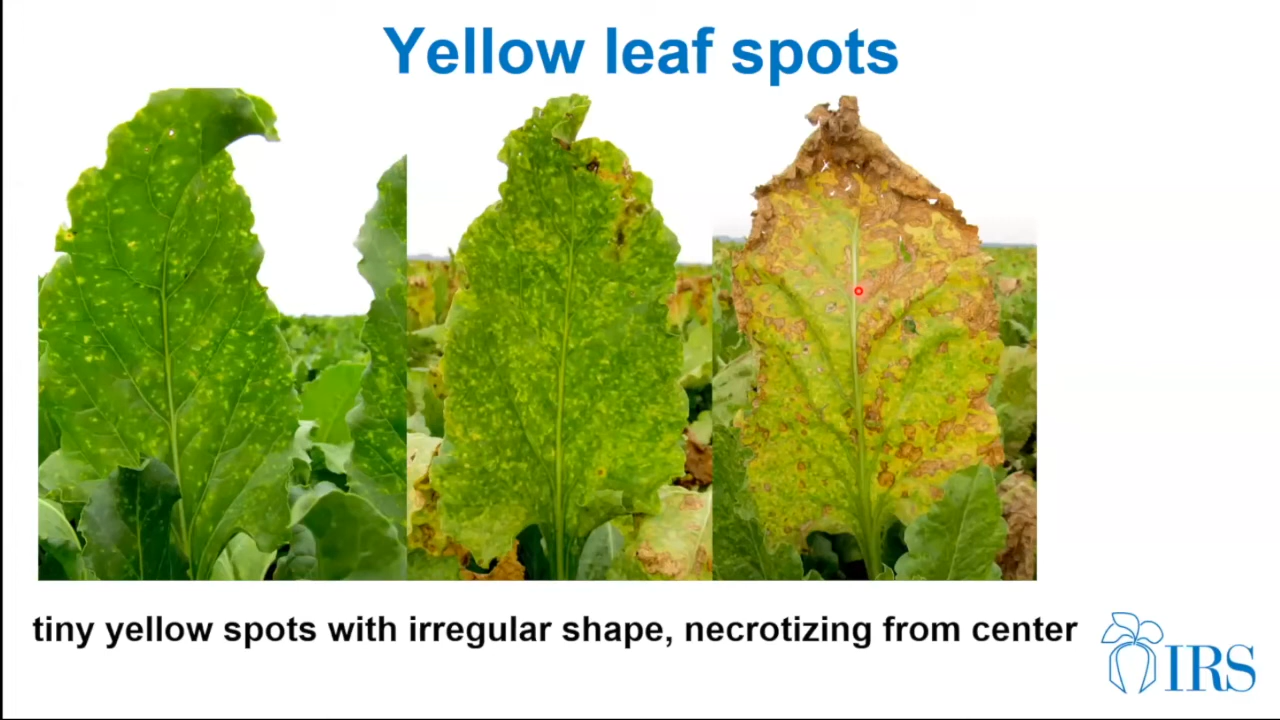 Yellow leaf spots
tiny yellow spots with irregular shape, necrotizing from center
IRS